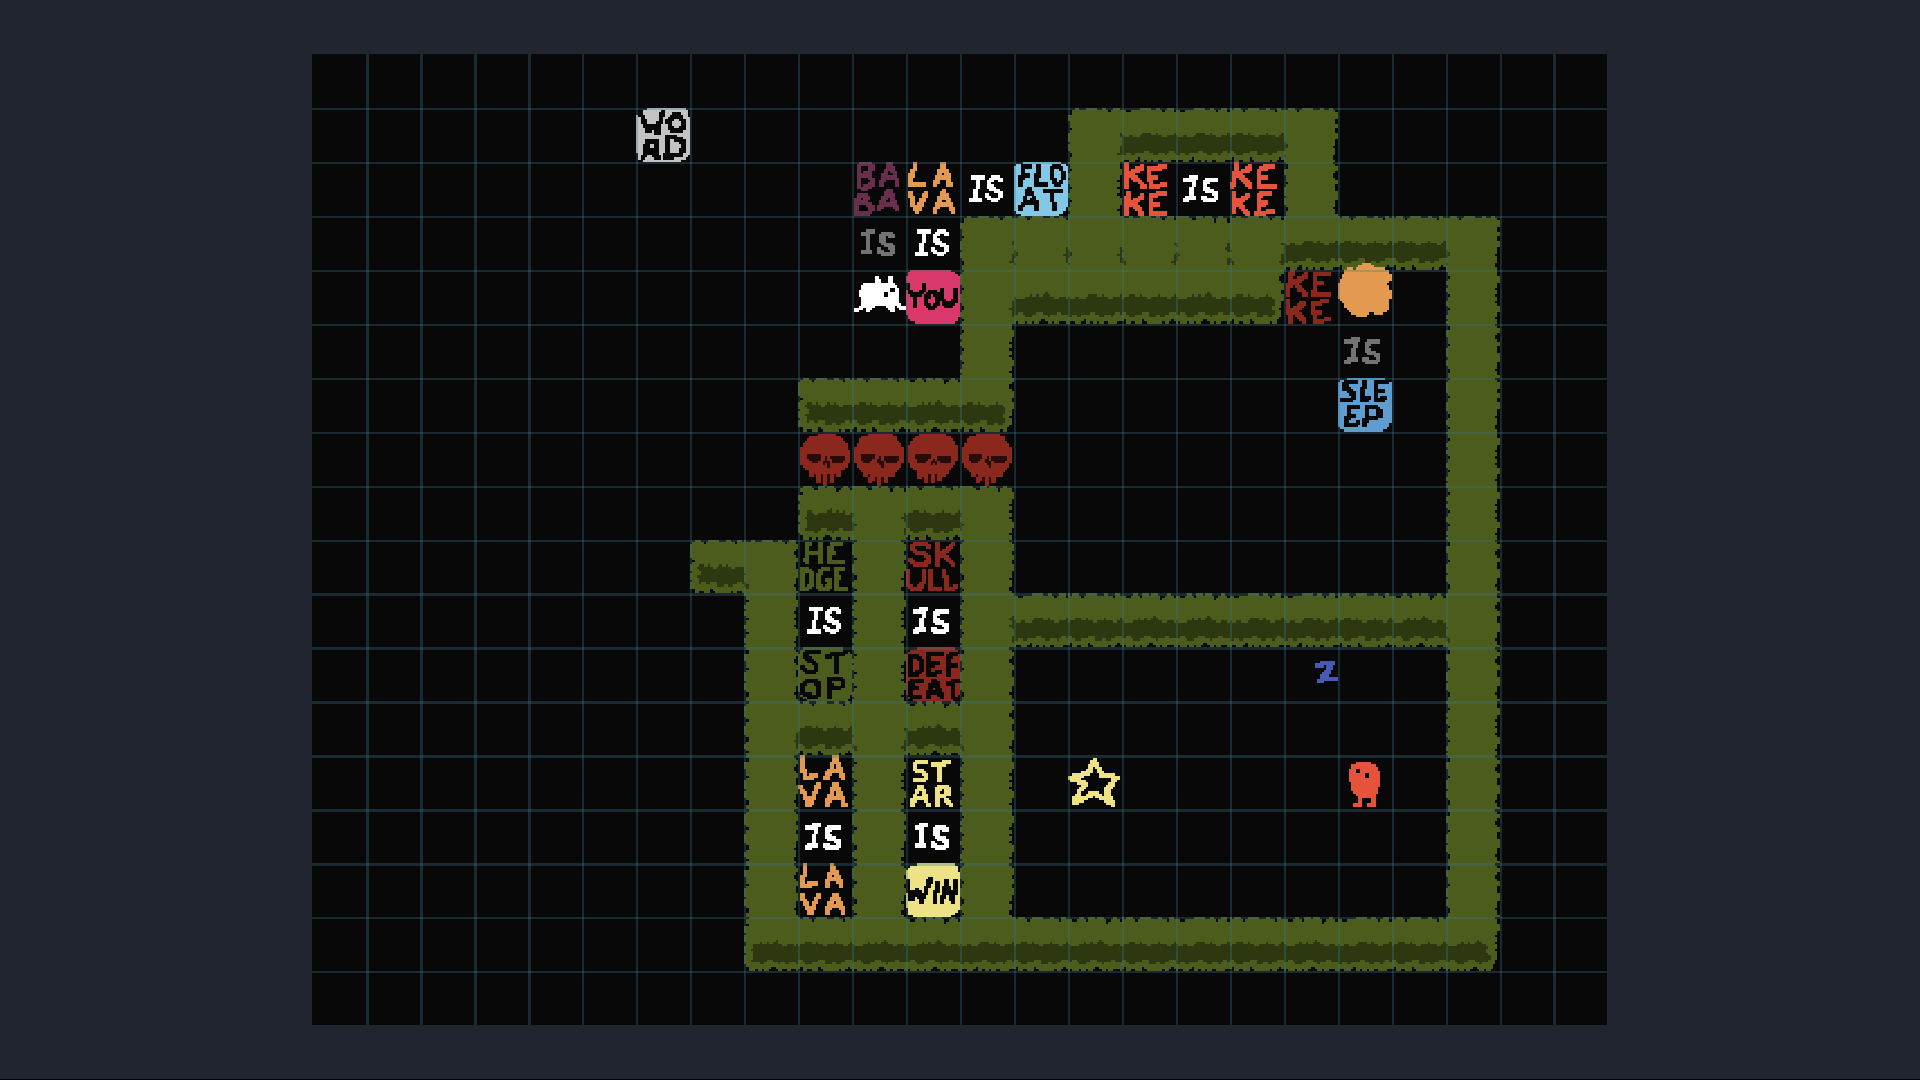 WORD
BABA LAVA IS FLOAT KEKE IS KEKE
IS IS
YOU KEKE
IS
SLEEP
HEDGE SKULL
IS IS
STOP DEFEAT
Z
LAVA STAR
IS IS
LAVA WIN